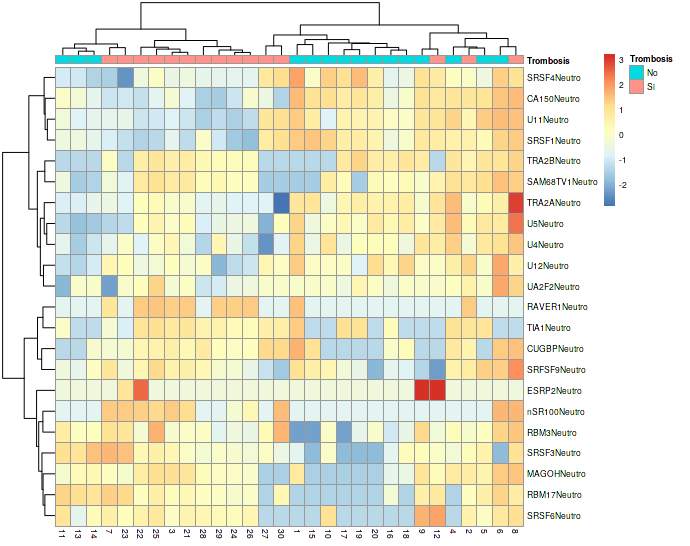 Trombosis
SRSF4Neutro
CA150Neutro
U11Neutro
SRSF1Neutro
TRA2BNeutro
SAM68TV1Neutro
TRA2ANeutro
U5Neutro
U4Neutro
U12Neutro
UA2F2Neutro
RAVER1Neutro
TIA1Neutro
CUGBPNeutro
SRFSF9Neutro
ESRP2Neutro
nSR100Neutro
RBM3Neutro
SRSF3Neutro
MAGOHNeutro
RBM17Neutro
SRSF6Neutro
11 13 14 7 23 22 25 3 21 28 29 24 26 27 30 1 15 10 17 19 20 16 18 9 12 4 2 5 6 8
3
2
1
0
-1
-2
Trombosis
No
Si